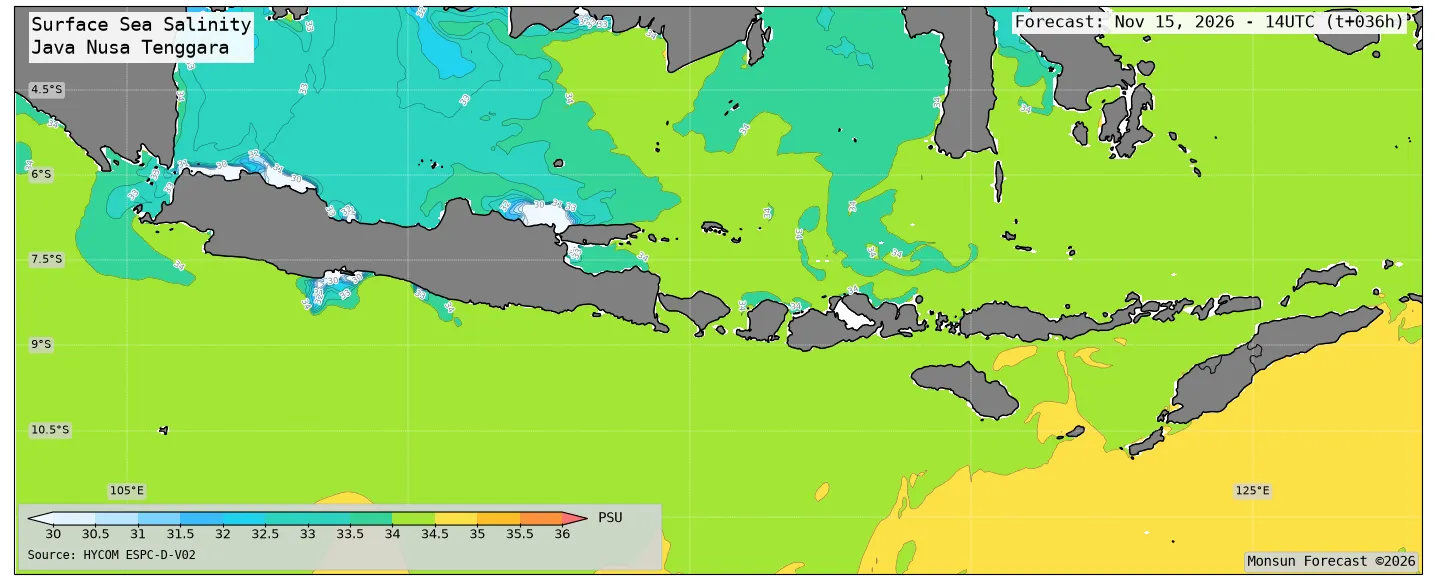 Surface Sea Salinity
Java Nusa Tenggara
Forecast: Nov 15, 2026 - 14UTC (t+036h)
4.5°S
6°S
7.5°S
9°S
10.5°S
105°E
125°E
30 30.5 31 31.5 32 32.5 33 33.5 34 34.5 35 35.5 36
PSU
Source: HYCOM ESPC-D-V02
Monsun Forecast ©2026